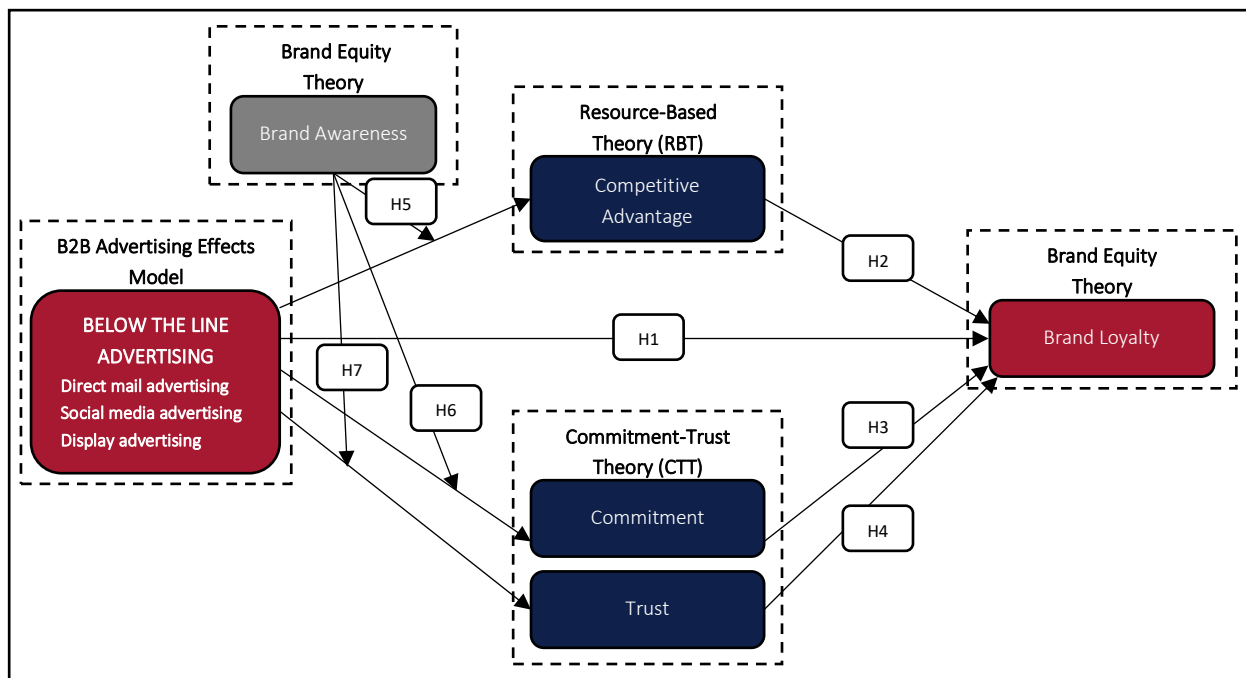 Brand Equity
Theory
Brand Awareness
H5
Resource-Based
Theory (RBT)
Competitive
Advantage
B2B Advertising Effects
Model
BELOW THE LINE
ADVERTISING
Direct mail advertising
Social media advertising
Display advertising
H2
Brand Equity
Theory
Brand Loyalty
H1
H7
H6
Commitment-Trust
Theory (CTT)
Commitment
Trust
H3
H4